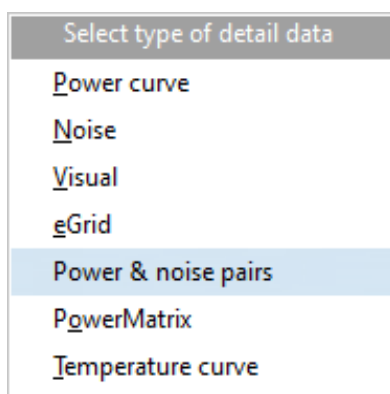 Select type of detail data
Power curve
Noise
Visual
eGrid
Power & noise pairs
PowerMatrix
Temperature curve